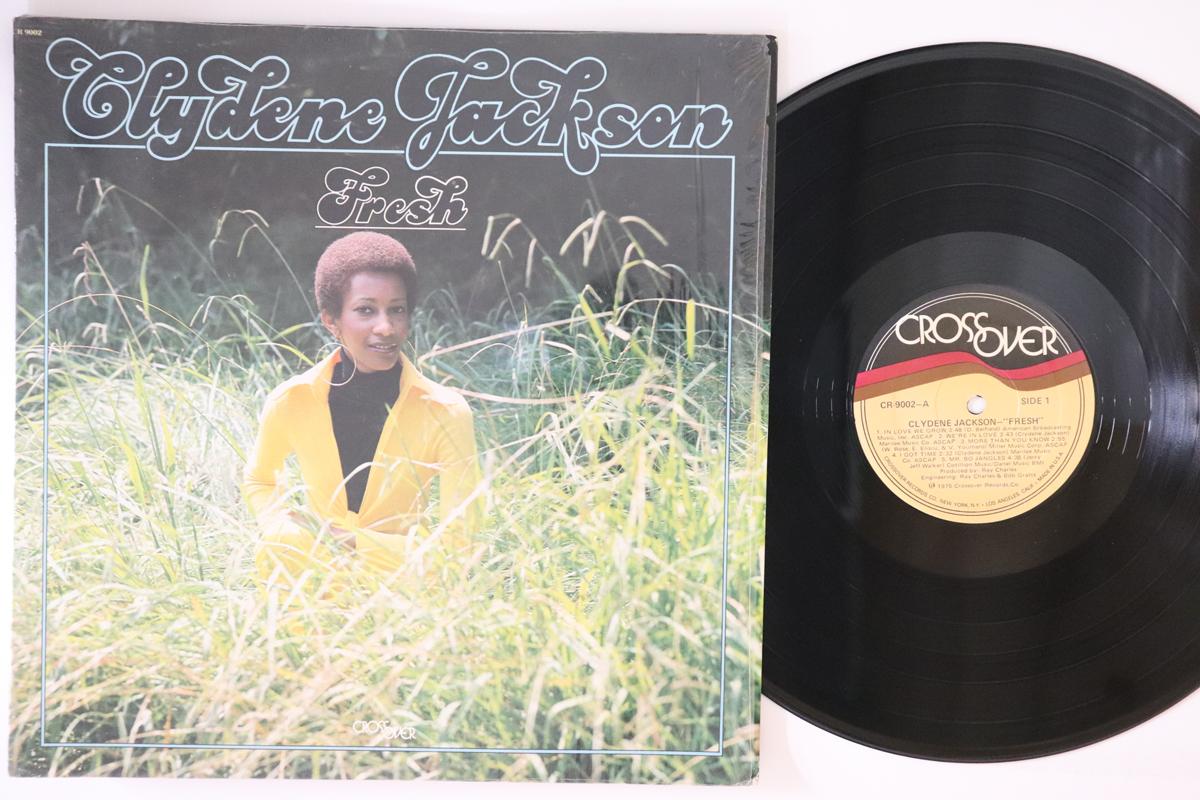 R 9002
Clydene Jackson
Fresh
CROSSOVER
CROSSOVER
CR-9002-A
SIDE 1
CLYDENE JACKSON-"FRESH"
1. IN LOVE WE GROW 2:48 American Broadcasting
Music, Inc. ASCAP 2. WE'RE IN LOVE 2:43 (Clydene Jackson)
Music Co. ASCAP 3. MORE THAN YOU KNOW 2:55
(W. Rose, E. Eliscu, & V. Youmans) Miller Music Corp. ASCAP
4. I GOT TIME 2:32 (Clydene Jackson) Music
Co. ASCAP 5. MR. BO JANGLES 4:38 (Jerry
Jeff Walker) Cotillion Music/Danel Music BMI
Produced by: Ray Charles
Engineering: Ray Charles & Bob Gratts
℗ 1975 Crossover Records Co.
CROSSOVER RECORDS CO. NEW YORK, N.Y. • LOS ANGELES, CALIF. • MADE IN U.S.A.